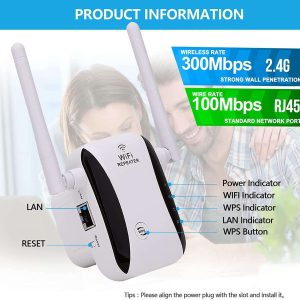 PRODUCT INFORMATION
WIRELESS RATE
300Mbps 2.4G
STRONG WALL PENETRATION
WIRE RATE
100Mbps RJ45
STANDARD NETWORK PORT
WiFi
REPEATER
LAN
RESET
Power Indicator
WIFI Indicator
WPS Indicator
LAN Indicator
WPS Button
Tips : Please align the power plug with the slot and install it。